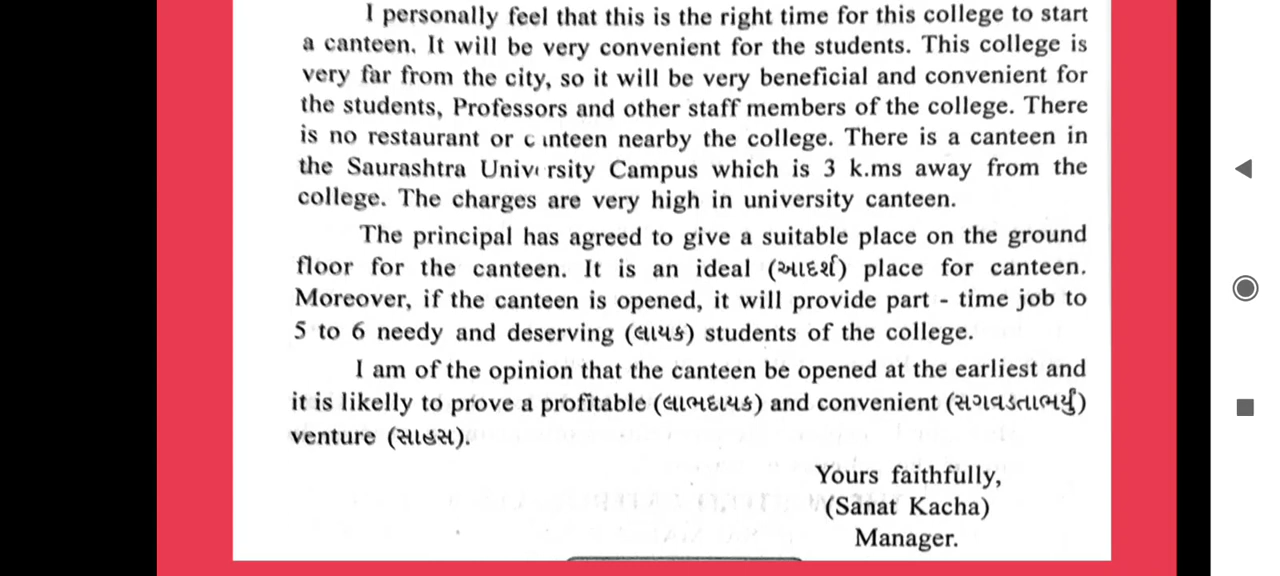 I personally feel that this is the right time for this college to start
a canteen. It will be very convenient for the students. This college is
very far from the city, so it will be very beneficial and convenient for
the students, Professors and other staff members of the college. There
is no restaurant or c nteen nearby the college. There is a canteen in
the Saurashtra Univ rsity Campus which is 3 k.ms away from the
college. The charges are very high in university canteen.
The principal has agreed to give a suitable place on the ground
floor for the canteen. It is an ideal (આદર્શ) place for canteen.
Moreover, if the canteen is opened, it will provide part - time job to
5 to 6 needy and deserving (લાયક) students of the college.
I am of the opinion that the canteen be opened at the earliest and
it is likelly to prove a profitable (લાભદાયક) and convenient (સગવડતાભર્યું)
venture (સાહસ).
Yours faithfully,
(Sanat Kacha)
Manager.